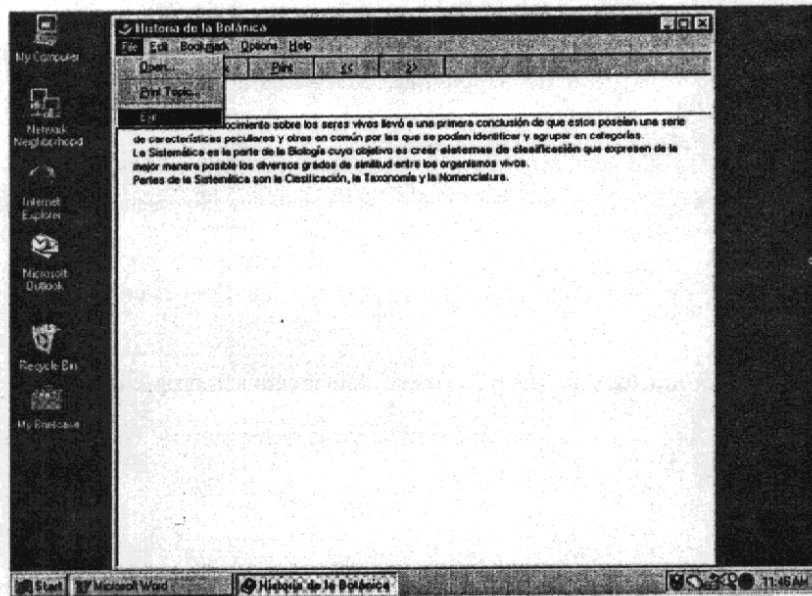 Historia de la Botánica
File Edit Bookmark Options Help
Open...
Print Topic...
Exit
Print << >>
ocimiento sobre los seres vivos llevó a una primera conclusión de que estos poseían una serie
de características peculiares y otras en común por las que se podían identificar y agrupar en categorías.
La Sistemática es la parte de la Biología cuyo objetivo es crear sistemas de clasificación que expresen de la
mejor manera posible los diversos grados de similitud entre los organismos vivos.
Partes de la Sistemática son la Clasificación, la Taxonomía y la Nomenclatura.
My Computer
Network
Neighborhood
Internet
Explorer
Microsoft
Outlook
Recycle Bin
My Briefcase
Start Microsoft Word Historia de la Botánica 11:46 AM